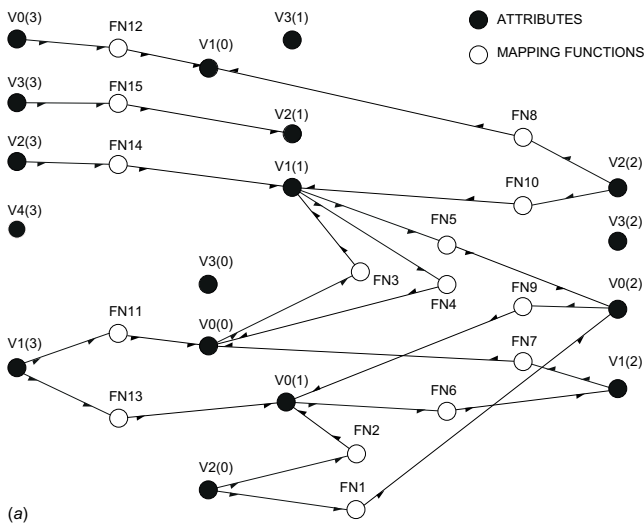 V0(3)
FN12
V3(1)
ATTRIBUTES
V1(0)
MAPPING FUNCTIONS
V3(3)
FN15
V2(1)
FN8
V2(3)
FN14
V1(1)
V2(2)
FN10
V4(3)
FN5
V3(2)
V3(0)
FN3
FN4
FN9
V0(2)
FN11
V0(0)
FN7
V1(3)
V0(1)
V1(2)
FN13
FN6
FN2
V2(0)
FN1
(a)